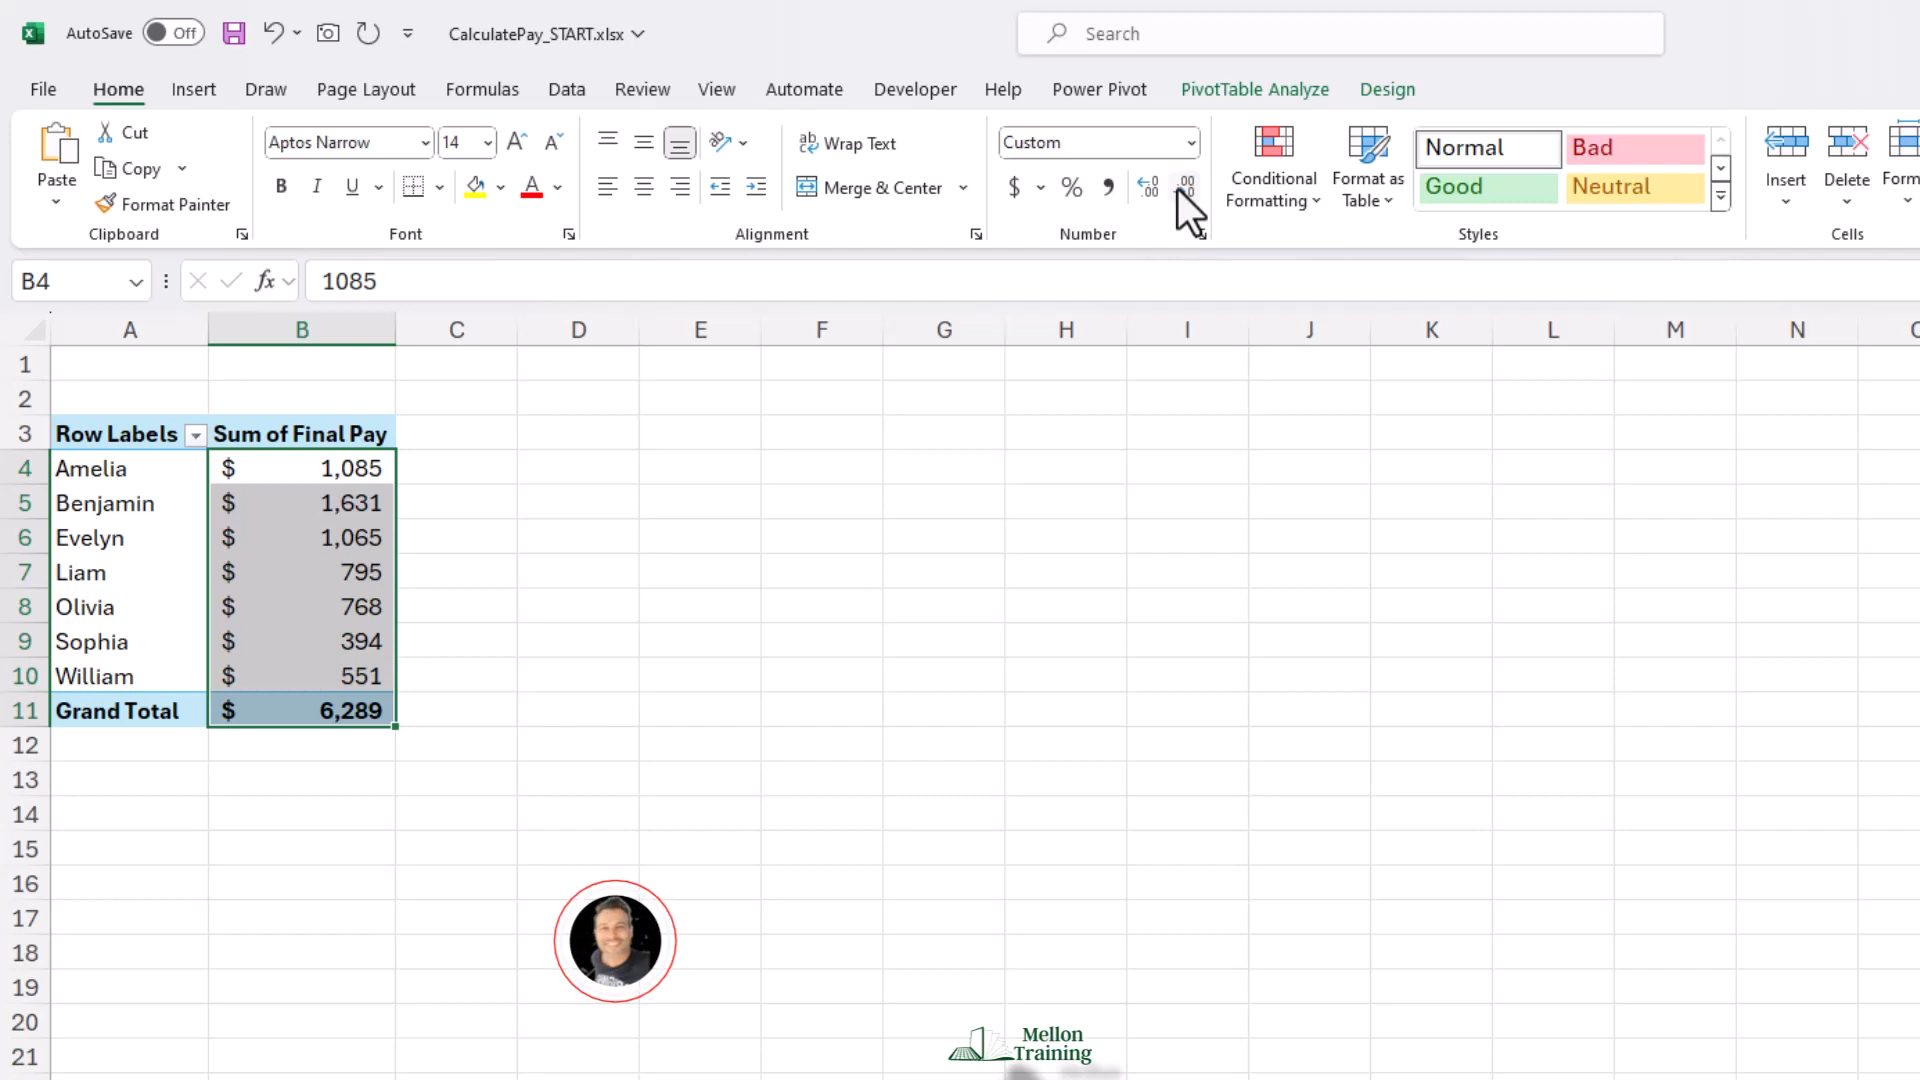 AutoSave Off CalculatePay_START.xlsx Search
File Home Insert Draw Page Layout Formulas Data Review View Automate Developer Help Power Pivot PivotTable Analyze Design
Paste
Cut
Copy
Format Painter
Clipboard
Aptos Narrow 14
B I U A
Font
Wrap Text
Merge & Center
Alignment
Custom
$ % ,
Number
Conditional Formatting
Format as Table
Normal Bad
Good Neutral
Styles
Insert Delete Form
Cells
B4 fx 1085
A B C D E F G H I J K L M N
1
2
3 Row Labels Sum of Final Pay
4 Amelia $ 1,085
5 Benjamin $ 1,631
6 Evelyn $ 1,065
7 Liam $ 795
8 Olivia $ 768
9 Sophia $ 394
10 William $ 551
11 Grand Total $ 6,289
12
13
14
15
16
17
18
19
20
21
Mellon
Training